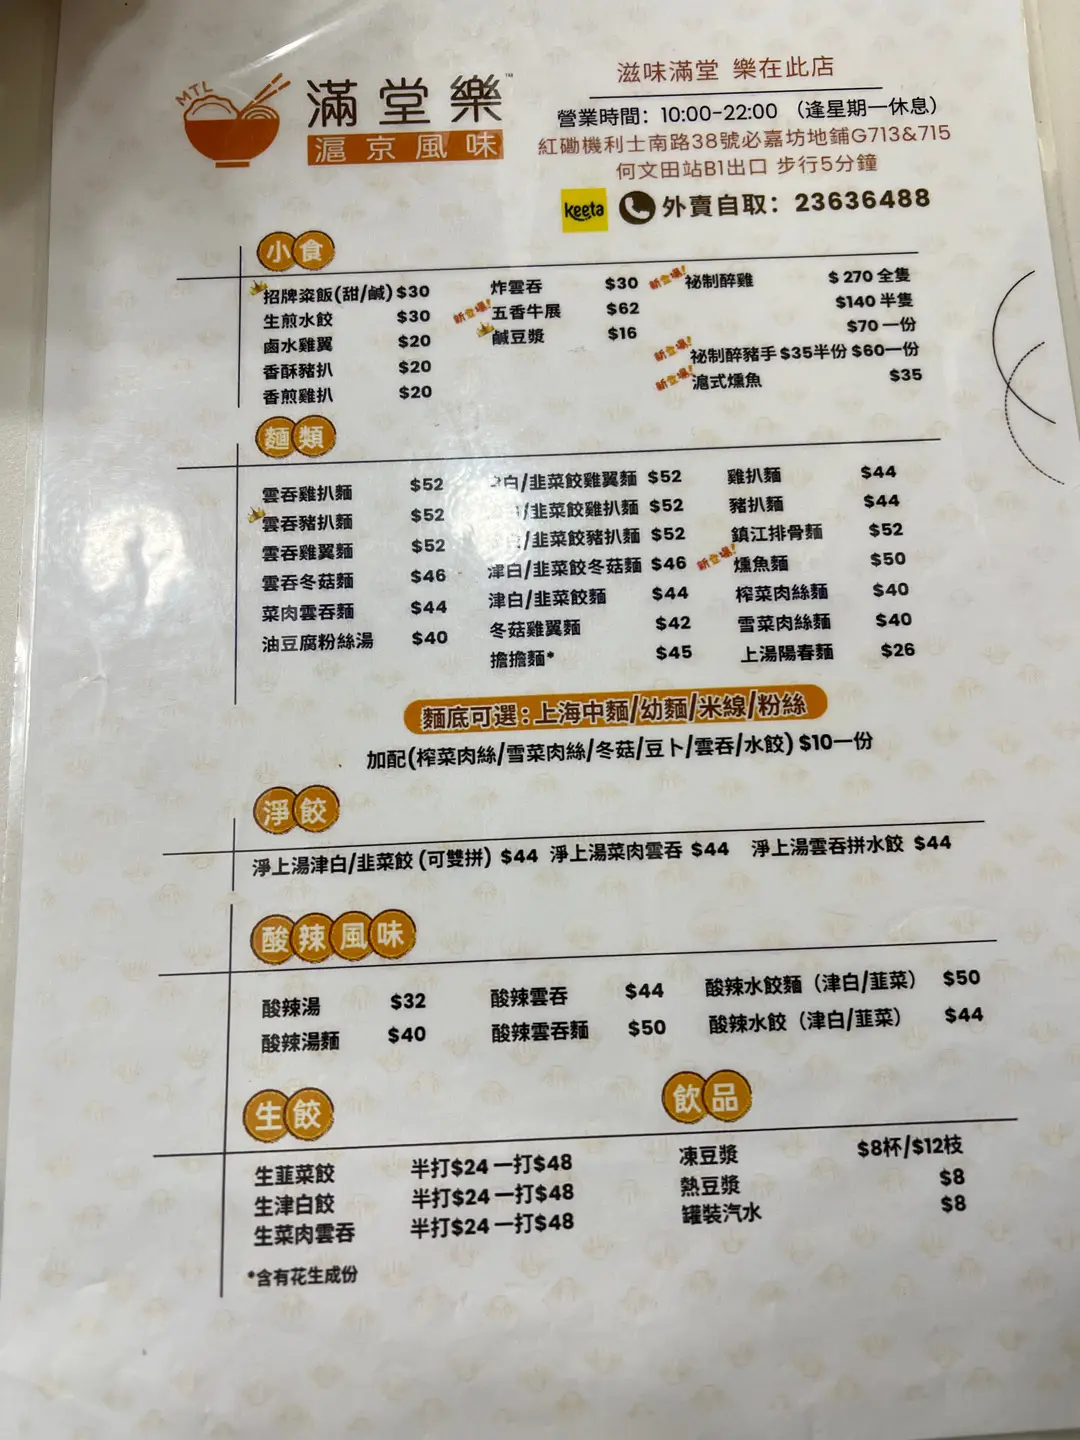 MTL
滿堂樂™
滬京風味
滋味滿堂 樂在此店
營業時間：10:00-22:00 （逢星期一休息）
紅磡機利士南路38號必嘉坊地鋪G713&715
何文田站B1出口 步行5分鐘
keeta 外賣自取：23636488
小食
招牌粢飯(甜/鹹) $30
生煎水餃 $30
鹵水雞翼 $20
香酥豬扒 $20
香煎雞扒 $20
炸雲吞 $30
新登場! 五香牛展 $62
鹹豆漿 $16
新登場! 祕制醉雞 $270 全隻
$140 半隻
$70 一份
新登場! 祕制醉豬手 $35半份 $60一份
新登場! 滬式燻魚 $35
麵類
雲吞雞扒麵 $52
雲吞豬扒麵 $52
雲吞雞翼麵 $52
雲吞冬菇麵 $46
菜肉雲吞麵 $44
油豆腐粉絲湯 $40
白/韭菜餃雞翼麵 $52
/韭菜餃雞扒麵 $52
白/韭菜餃豬扒麵 $52
津白/韭菜餃冬菇麵 $46
津白/韭菜餃麵 $44
冬菇雞翼麵 $42
擔擔麵* $45
雞扒麵 $44
豬扒麵 $44
鎮江排骨麵 $52
新登場! 燻魚麵 $50
榨菜肉絲麵 $40
雪菜肉絲麵 $40
上湯陽春麵 $26
麵底可選：上海中麵/幼麵/米線/粉絲
加配(榨菜肉絲/雪菜肉絲/冬菇/豆卜/雲吞/水餃) $10一份
淨餃
淨上湯津白/韭菜餃 (可雙拼) $44 淨上湯菜肉雲吞 $44 淨上湯雲吞拼水餃 $44
酸辣風味
酸辣湯 $32
酸辣湯麵 $40
酸辣雲吞 $44
酸辣雲吞麵 $50
酸辣水餃麵（津白/韮菜） $50
酸辣水餃（津白/韮菜） $44
生餃
生韮菜餃 半打$24 一打$48
生津白餃 半打$24 一打$48
生菜肉雲吞 半打$24 一打$48
*含有花生成份
飲品
凍豆漿 $8杯/$12枝
熱豆漿 $8
罐裝汽水 $8